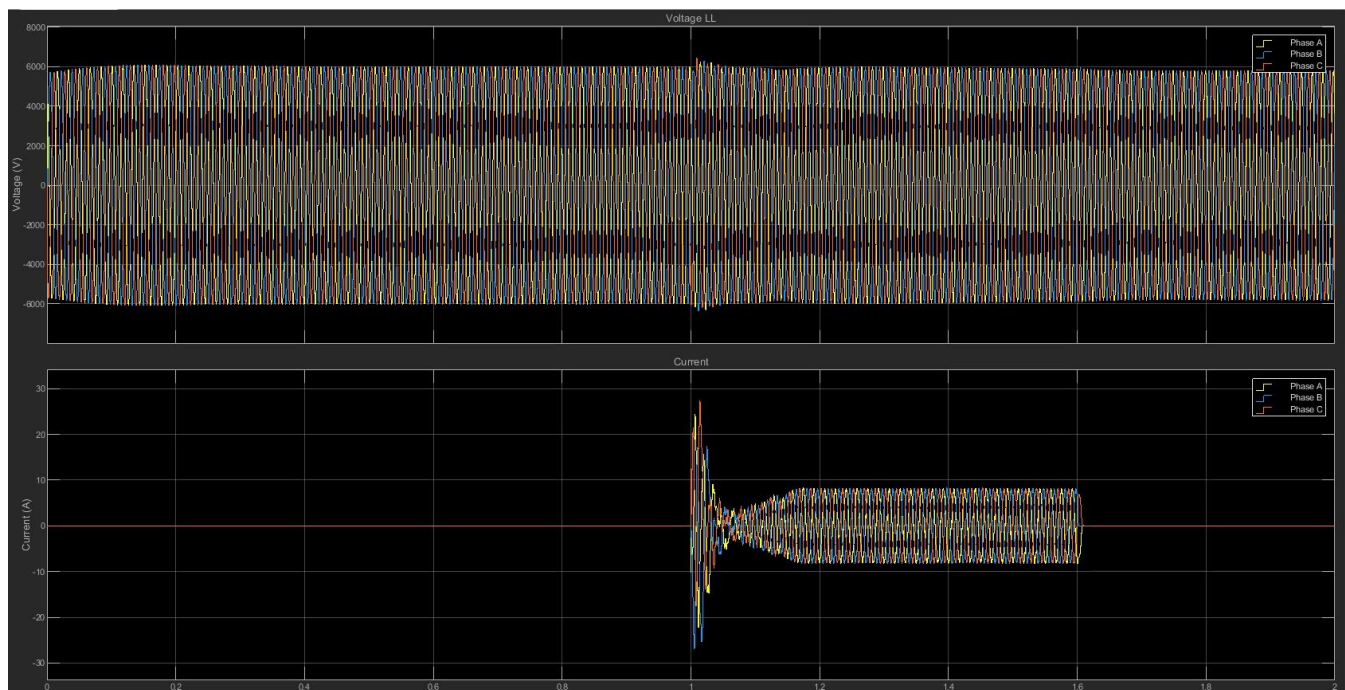 Voltage LL
8000
6000
4000
2000
0
-2000
-4000
-6000
Voltage (V)
Phase A
Phase B
Phase C
Current
30
20
10
0
-10
-20
-30
Current (A)
Phase A
Phase B
Phase C
0 0.2 0.4 0.6 0.8 1 1.2 1.4 1.6 1.8 2